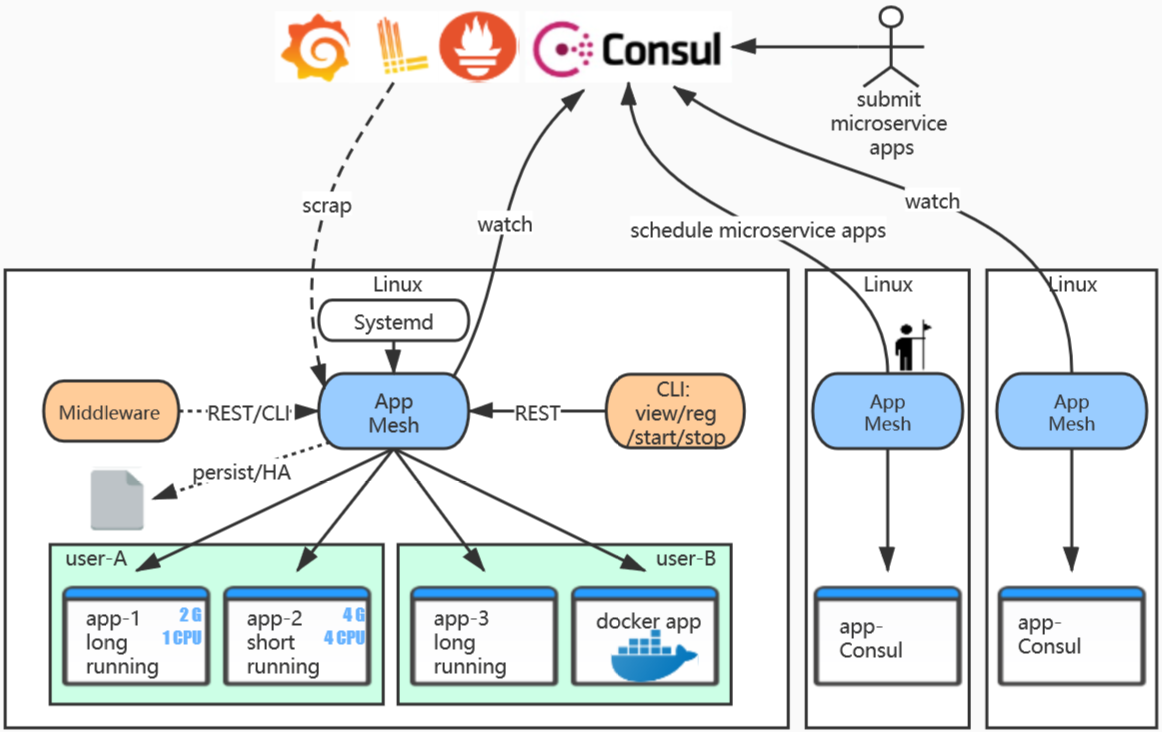 Consul
submit
microservice
apps
scrap
watch
schedule microservice apps
watch
Linux
Systemd
Middleware
REST/CLI
App
Mesh
REST
CLI:
view/reg
/start/stop
persist/HA
user-A
app-1
long
running
2 G
1 CPU
app-2
short
running
4 G
4 CPU
user-B
app-3
long
running
docker app
Linux
App
Mesh
app-
Consul
Linux
App
Mesh
app-
Consul